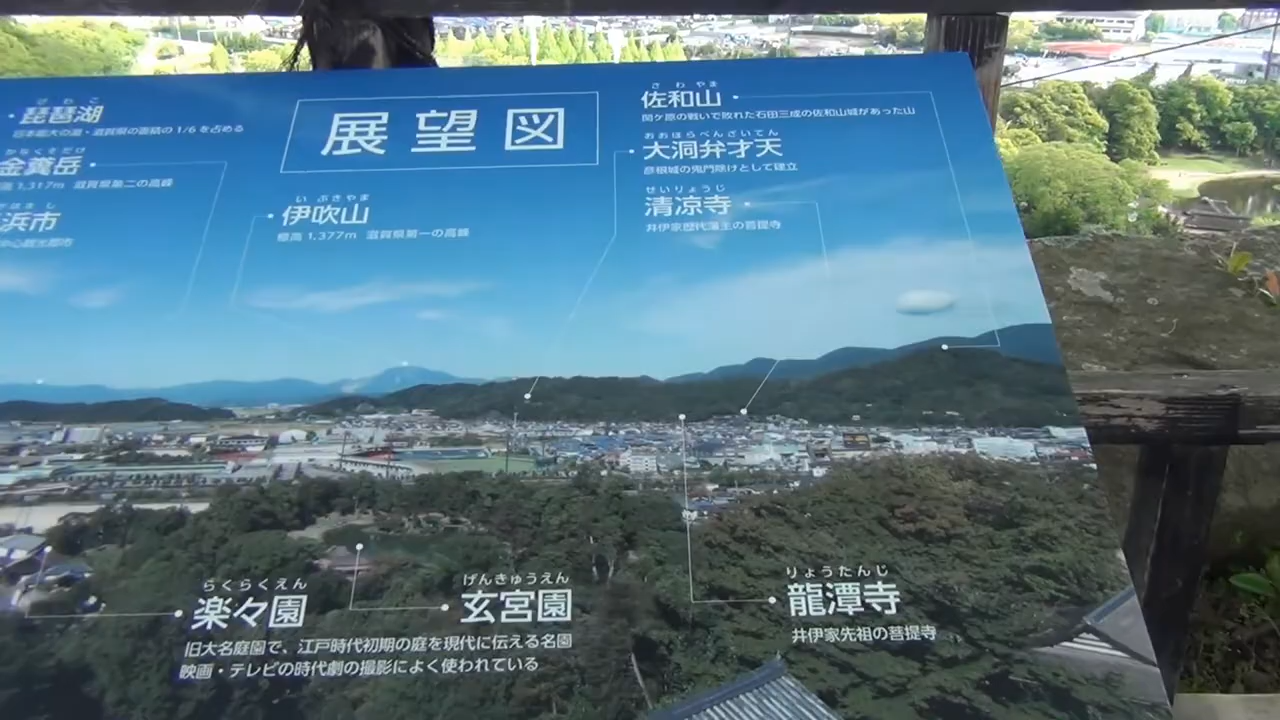 びわこ
琵琶湖
日本最大の湖・滋賀県の面積の1/6を占める
かなくそだけ
金糞岳
高1,317m 滋賀県第二の高峰
浜市
中心観光都市
展望図
いぶきやま
伊吹山
標高1,377m 滋賀県第一の高峰
さわやま
佐和山
関ケ原の戦いで敗れた石田三成の佐和山城があった山
おおほらべんざいてん
大洞弁才天
彦根城の鬼門除けとして建立
せいりょうじ
清凉寺
井伊家歴代藩主の菩提寺
らくらくえん
楽々園
げんきゅうえん
玄宮園
旧大名庭園で、江戸時代初期の庭を現代に伝える名園
映画・テレビの時代劇の撮影によく使われている
りょうたんじ
龍潭寺
井伊家先祖の菩提寺